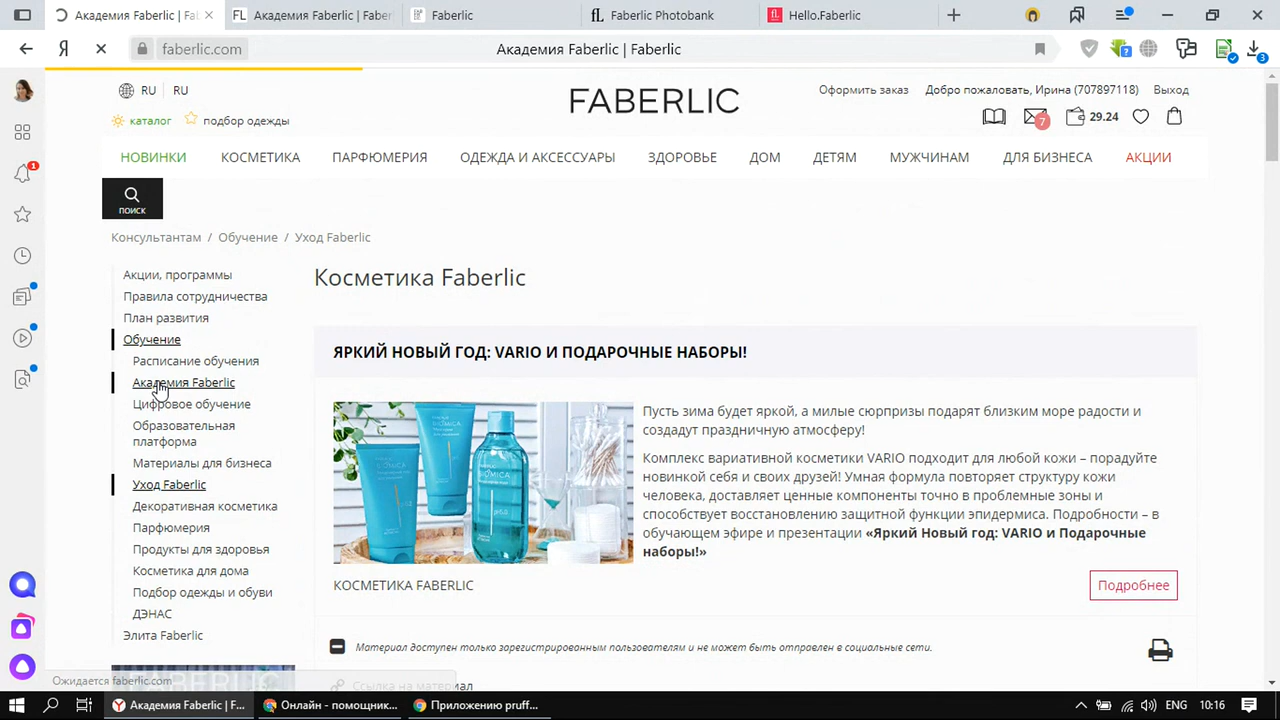 Академия Faberlic | Fa
Академия Faberlic | Faber
Faberlic
Faberlic Photobank
Hello.Faberlic
faberlic.com
Академия Faberlic | Faberlic
3
RU RU
FABERLIC
Оформить заказ Добро пожаловать, Ирина (707897118) Выход
каталог подбор одежды
7 29.24
НОВИНКИ КОСМЕТИКА ПАРФЮМЕРИЯ ОДЕЖДА И АКСЕССУАРЫ ЗДОРОВЬЕ ДОМ ДЕТЯМ МУЖЧИНАМ ДЛЯ БИЗНЕСА АКЦИИ
1
ПОИСК
Консультантам / Обучение / Уход Faberlic
Акции, программы
Правила сотрудничества
План развития
Обучение
Расписание обучения
Академия Faberlic
Цифровое обучение
Образовательная
платформа
Материалы для бизнеса
Уход Faberlic
Декоративная косметика
Парфюмерия
Продукты для здоровья
Косметика для дома
Подбор одежды и обуви
ДЭНАС
Элита Faberlic
Косметика Faberlic
ЯРКИЙ НОВЫЙ ГОД: VARIO И ПОДАРОЧНЫЕ НАБОРЫ!
Пусть зима будет яркой, а милые сюрпризы подарят близким море радости и
создадут праздничную атмосферу!
Комплекс вариативной косметики VARIO подходит для любой кожи – порадуйте
новинкой себя и своих друзей! Умная формула повторяет структуру кожи
человека, доставляет ценные компоненты точно в проблемные зоны и
способствует восстановлению защитной функции эпидермиса. Подробности – в
обучающем эфире и презентации «Яркий Новый год: VARIO и Подарочные
наборы!»
КОСМЕТИКА FABERLIC
Подробнее
Материал доступен только зарегистрированным пользователям и не может быть отправлен в социальные сети.
Ссылка на материал
Ожидается faberlic.com
Академия Faberlic | F...
Онлайн - помощник...
Приложению pruff...
ENG 10:16